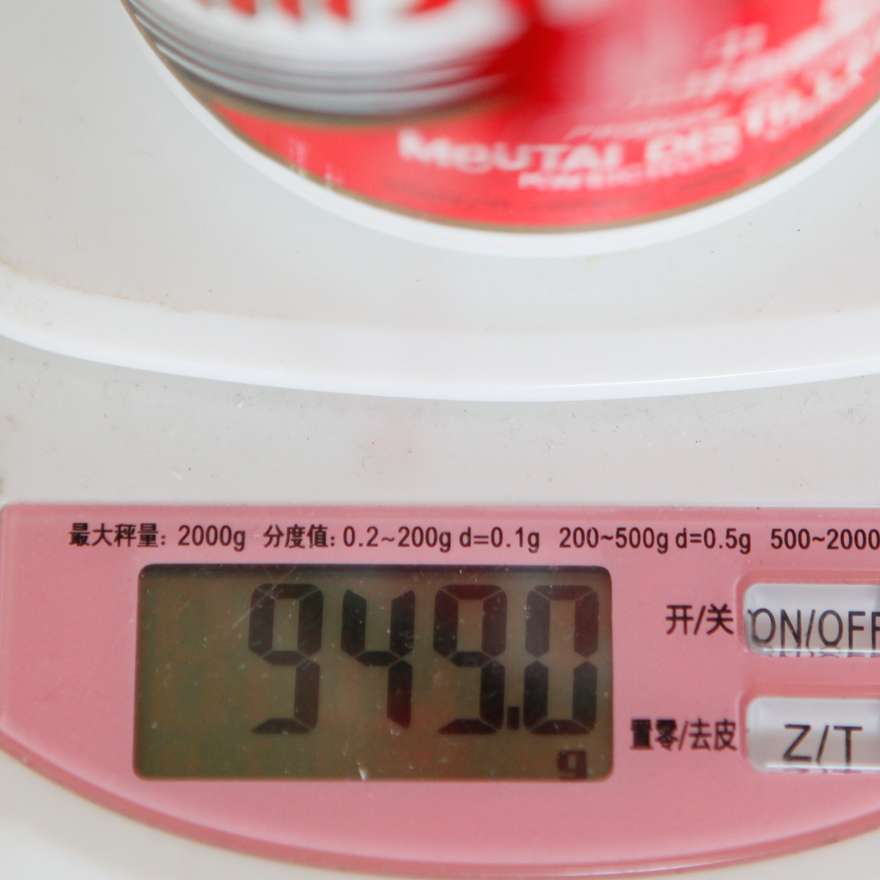 MOUTAI DISTILLE
最大秤量: 2000g 分度值: 0.2~200g d=0.1g 200~500g d=0.5g 500~2000
949.0
g
开/关 ON/OFF
置零/去皮 Z/T